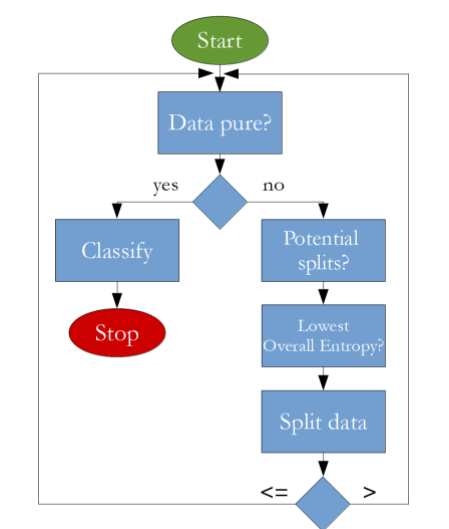 Start
Data pure?
yes
no
Classify
Potential
splits?
Stop
Lowest
Overall Entropy?
Split data
<=
>